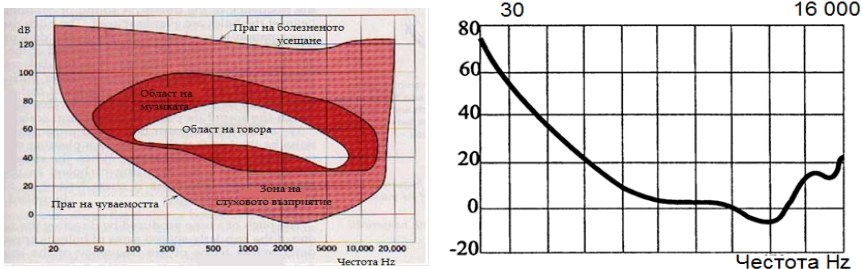 dB
Праг на болезненото
усещане
120
100
80
60
40
20
0
Област на
музиката
Област на говора
Зона на
слуховото възприятие
Праг на чуваемостта
20 50 100 200 500 1000 2000 5000 10,000 20.000
Честота Hz
30 16 000
80
60
40
20
0
-20
Честота Hz